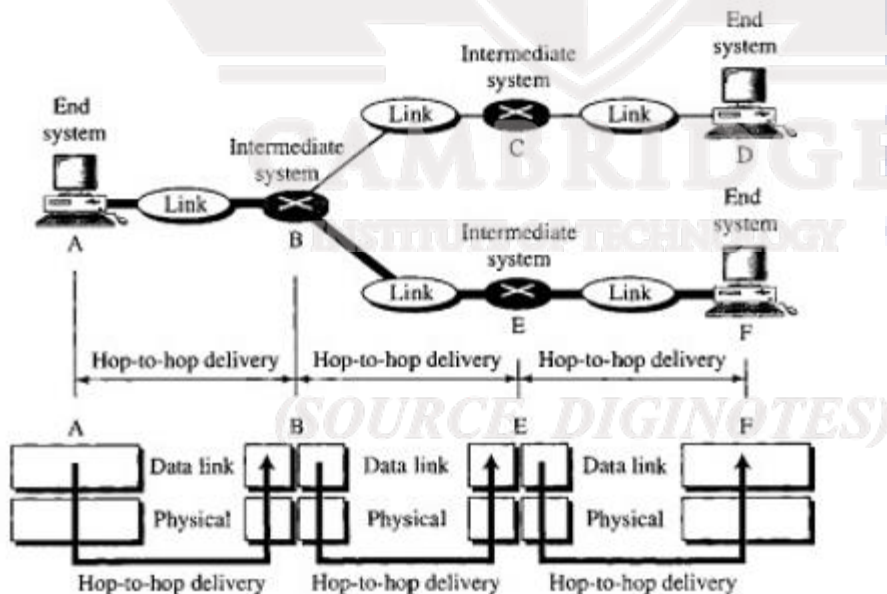 End
system
Intermediate
system
Link
Link
C
D
End
system
Intermediate
system
A
Link
B
CAMBRIDGE
INSTITUTE OF TECHNOLOGY
End
system
Intermediate
system
Link
Link
E
F
Hop-to-hop delivery
Hop-to-hop delivery
Hop-to-hop delivery
(SOURCE DIGINOTES)
A
B
E
F
Data link
Data link
Data link
Physical
Physical
Physical
Hop-to-hop delivery
Hop-to-hop delivery
Hop-to-hop delivery